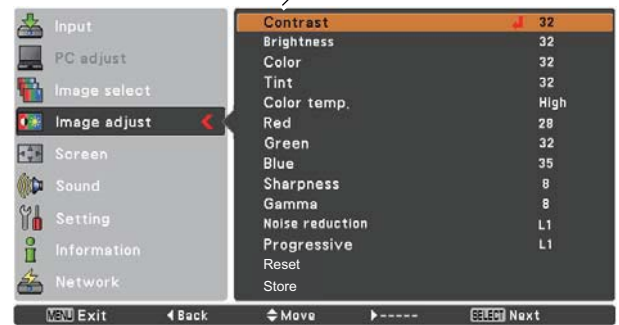 Input
PC adjust
Image select
Image adjust
Screen
Sound
Setting
Information
Network
Contrast 32
Brightness 32
Color 32
Tint 32
Color temp. High
Red 28
Green 32
Blue 35
Sharpness 8
Gamma 8
Noise reduction L1
Progressive L1
Reset
Store
MENU Exit Back Move ----- SELECT Next